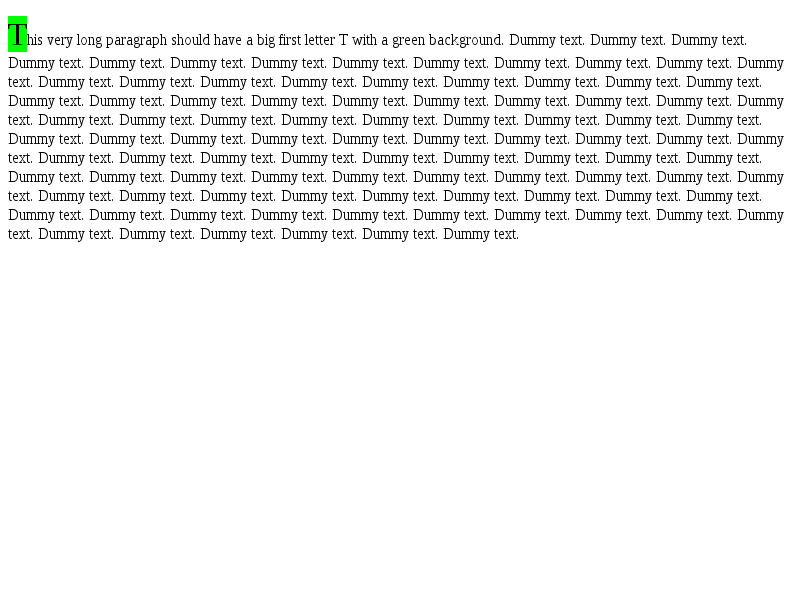 This very long paragraph should have a big first letter T with a green background. Dummy text. Dummy text. Dummy text.
Dummy text. Dummy text. Dummy text. Dummy text. Dummy text. Dummy text. Dummy text. Dummy text. Dummy text. Dummy
text. Dummy text. Dummy text. Dummy text. Dummy text. Dummy text. Dummy text. Dummy text. Dummy text. Dummy text.
Dummy text. Dummy text. Dummy text. Dummy text. Dummy text. Dummy text. Dummy text. Dummy text. Dummy text. Dummy
text. Dummy text. Dummy text. Dummy text. Dummy text. Dummy text. Dummy text. Dummy text. Dummy text. Dummy text.
Dummy text. Dummy text. Dummy text. Dummy text. Dummy text. Dummy text. Dummy text. Dummy text. Dummy text. Dummy
text. Dummy text. Dummy text. Dummy text. Dummy text. Dummy text. Dummy text. Dummy text. Dummy text. Dummy text.
Dummy text. Dummy text. Dummy text. Dummy text. Dummy text. Dummy text. Dummy text. Dummy text. Dummy text. Dummy
text. Dummy text. Dummy text. Dummy text. Dummy text. Dummy text. Dummy text. Dummy text. Dummy text. Dummy text.
Dummy text. Dummy text. Dummy text. Dummy text. Dummy text. Dummy text. Dummy text. Dummy text. Dummy text. Dummy
text. Dummy text. Dummy text. Dummy text. Dummy text. Dummy text. Dummy text.